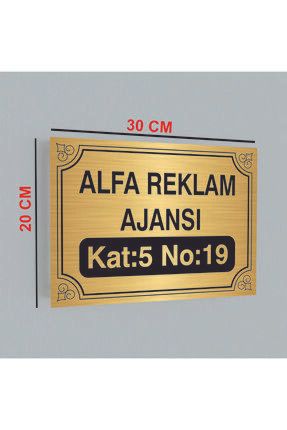 30 CM
20 CM
ALFA REKLAM
AJANSI
Kat:5 No:19